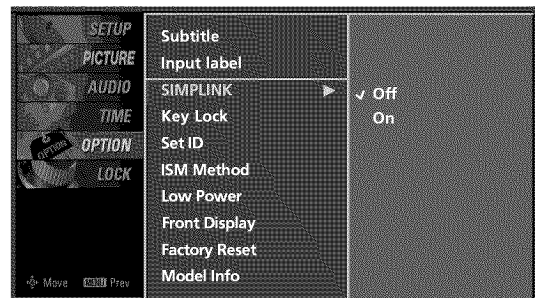 SETUP
PICTURE
AUDIO
TIME
OPTION
OPTION
LOCK
Move MENU Prev
Subtitle
Input label
SIMPLINK
Key Lock
Set ID
ISM Method
Low Power
Front Display
Factory Reset
Model Info
Off
On